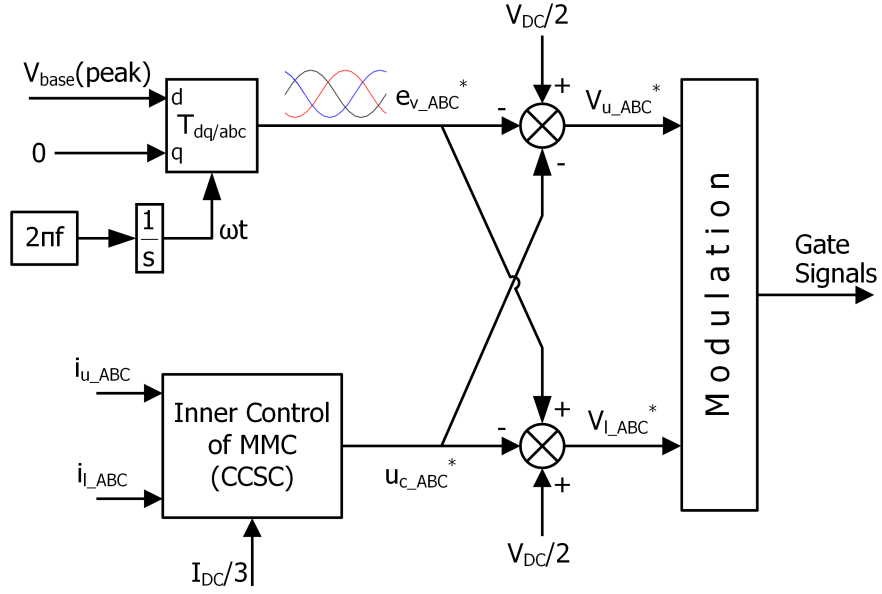 V_DC/2
V_base(peak)
d
T_dq/abc
q
0
e_v_ABC*
-
+
V_u_ABC*
-
2πf
1
s
ωt
Modulation
Gate
Signals
i_u_ABC
Inner Control
of MMC
(CCSC)
i_l_ABC
u_c_ABC*
-
+
V_l_ABC*
+
I_DC/3
V_DC/2